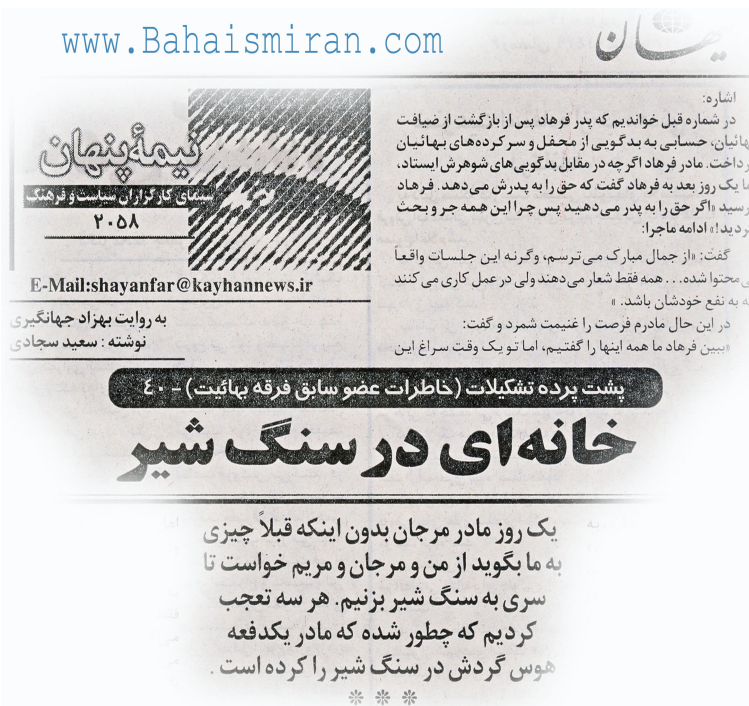 www.Bahaismiran.com
اشاره:
در شماره قبل خواندیم که پدر فرهاد پس از بازگشت از ضیافت
بهائیان، حسابی به بدگویی از محفل و سرکرده‌های بهائیان
پرداخت. مادر فرهاد اگر چه در مقابل بدگویی‌های شوهرش ایستاد،
اما یک روز بعد به فرهاد گفت که حق را به پدرش می‌دهد. فرهاد
پرسید «اگر حق را به پدر می‌دهید پس چرا این همه جر و بحث
کردید!» ادامه ماجرا:
گفت: «از جمال مبارک می‌ترسم، وگرنه این جلسات واقعاً
بی‌محتوا شده... همه فقط شعار می‌دهند ولی در عمل کاری می کنند
که به نفع خودشان باشد. »
در این حال مادرم فرصت را غنیمت شمرد و گفت:
«ببین فرهاد ما همه اینها را گفتیم، اما تو یک وقت سراغ این
نیمهٔ پنهان
سیمای کارگزاران سیاست و فرهنگ
۲۰۵۸
E-Mail:shayanfar@kayhannews.ir
به روایت بهزاد جهانگیری
نوشته : سعید سجادی
پشت پرده تشکیلات (خاطرات عضو سابق فرقه بهائیت) - ٤٠
خانه‌ای در سنگ شیر
یک روز مادر مرجان بدون اینکه قبلاً چیزی
به ما بگوید از من و مرجان و مریم خواست تا
سری به سنگ شیر بزنیم. هر سه تعجب
کردیم که چطور شده که مادر یکدفعه
هوس گردش در سنگ شیر را کرده است .